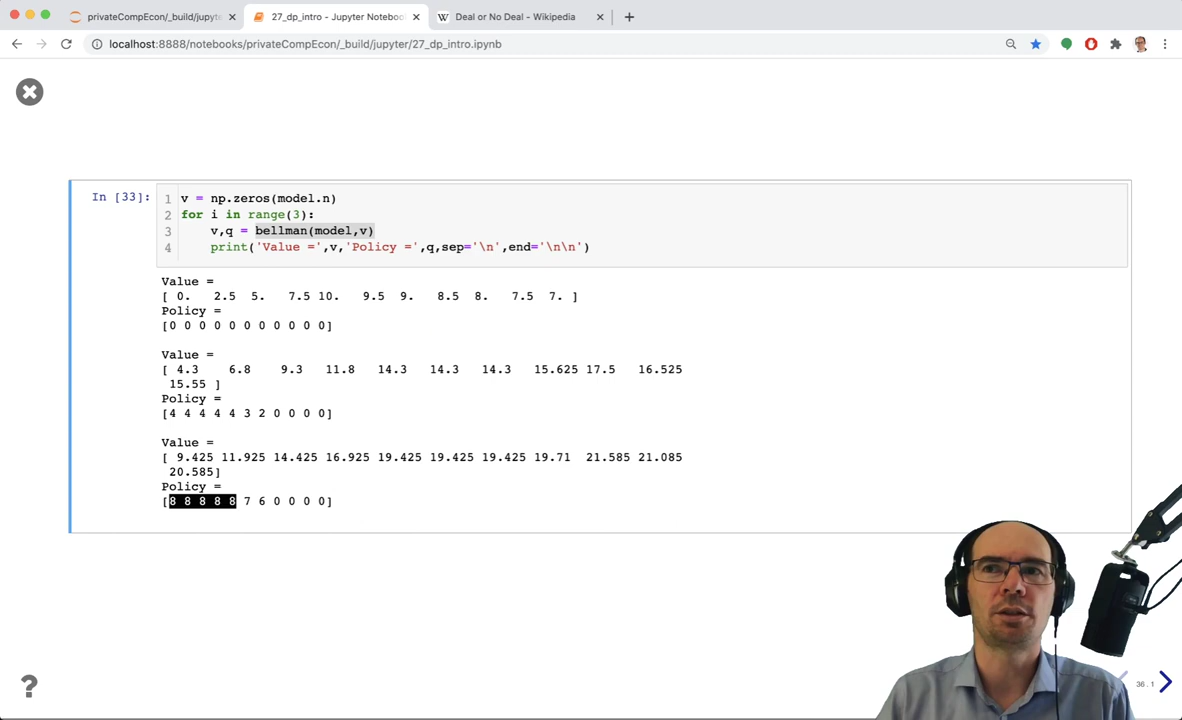 privateCompEcon/_build/jupyte
27_dp_intro - Jupyter Noteboo
W Deal or No Deal - Wikipedia
localhost:8888/notebooks/privateCompEcon/_build/jupyter/27_dp_intro.ipynb
In [33]:
1 v = np.zeros(model.n)
2 for i in range(3):
3 v,q = bellman(model,v)
4 print('Value =',v,'Policy =',q,sep='\n',end='\n\n')
Value =
[ 0. 2.5 5. 7.5 10. 9.5 9. 8.5 8. 7.5 7. ]
Policy =
[0 0 0 0 0 0 0 0 0 0 0]
Value =
[ 4.3 6.8 9.3 11.8 14.3 14.3 14.3 15.625 17.5 16.525
15.55 ]
Policy =
[4 4 4 4 4 3 2 0 0 0 0]
Value =
[ 9.425 11.925 14.425 16.925 19.425 19.425 19.425 19.71 21.585 21.085
20.585]
Policy =
[8 8 8 8 8 7 6 0 0 0 0]
?
36.1